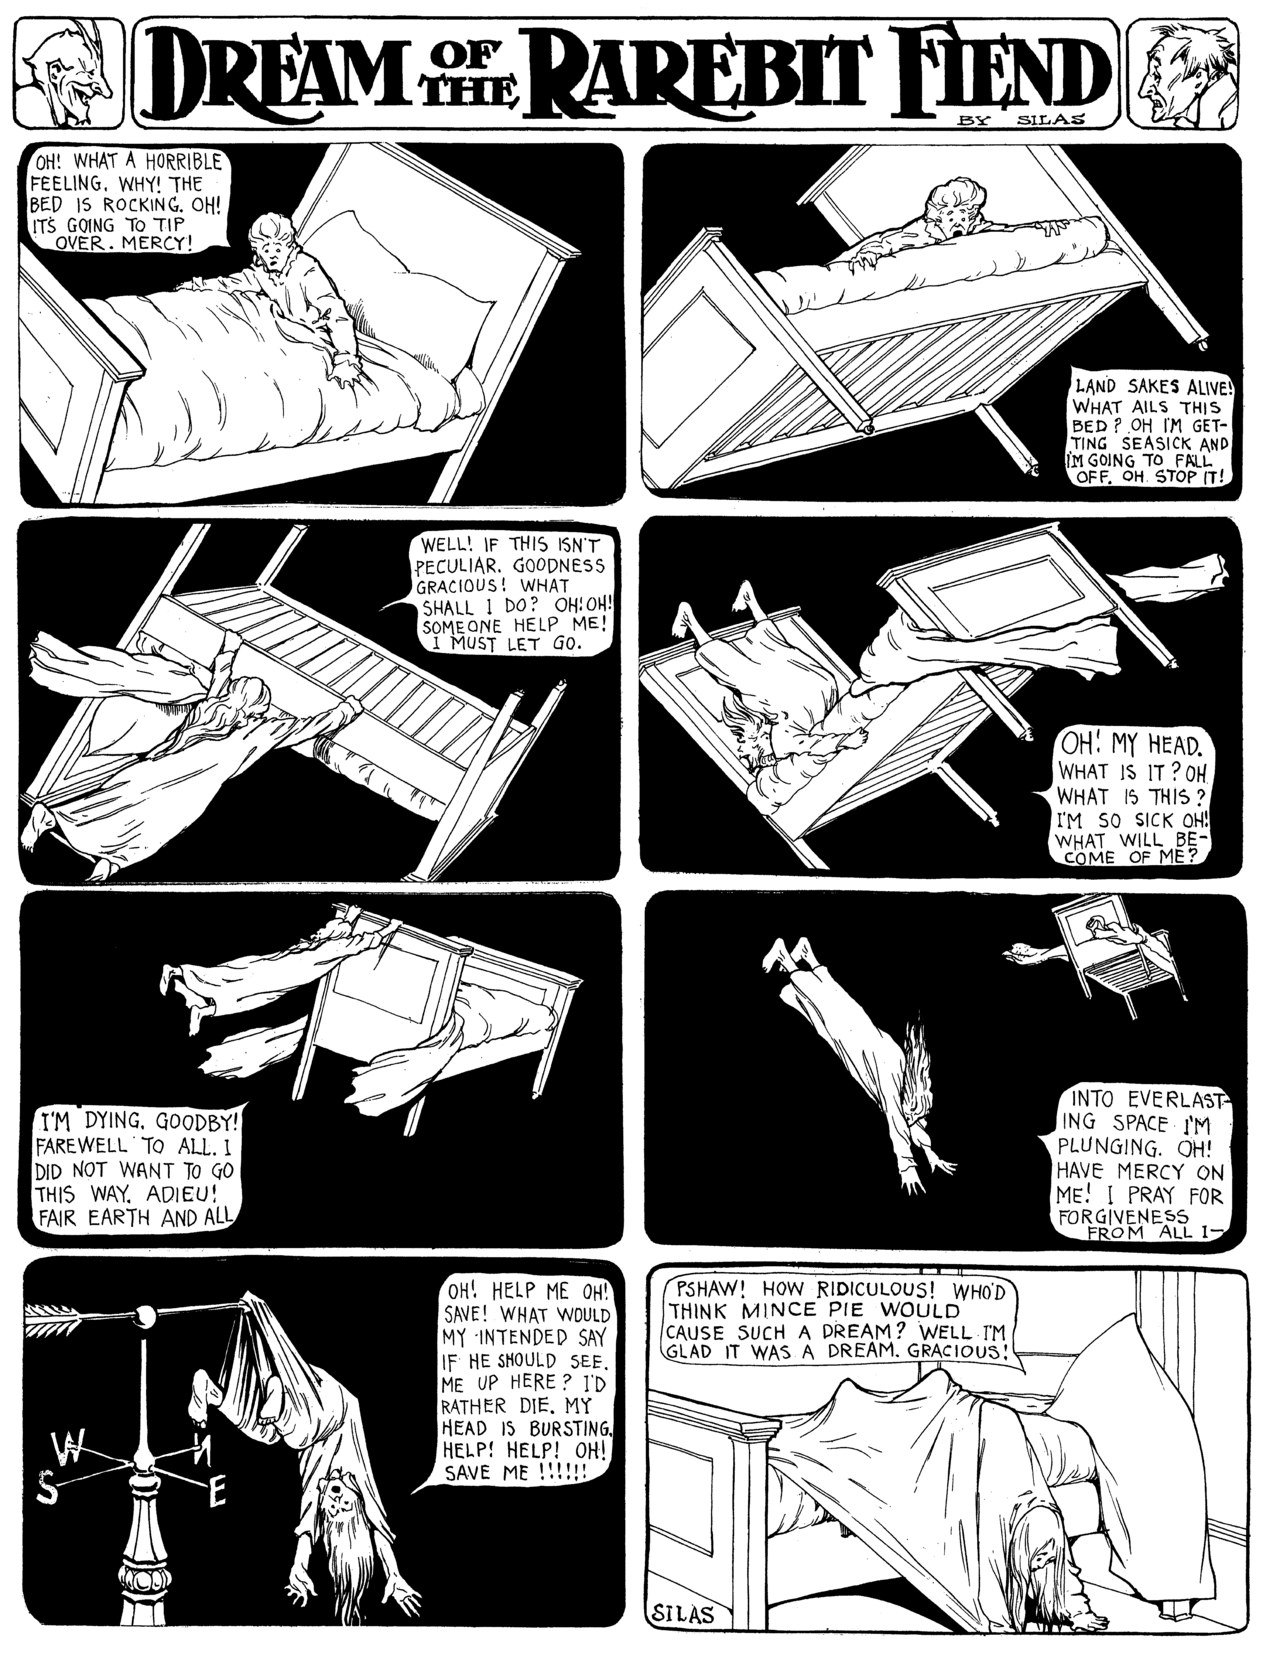 DREAM OF THE RAREBIT FIEND
BY SILAS
OH! WHAT A HORRIBLE
FEELING. WHY! THE
BED IS ROCKING. OH!
IT'S GOING TO TIP
OVER. MERCY!
LAND SAKES ALIVE!
WHAT AILS THIS
BED? OH I'M GET-
TING SEASICK AND
I'M GOING TO FALL
OFF. OH STOP IT!
WELL! IF THIS ISN'T
PECULIAR. GOODNESS
GRACIOUS! WHAT
SHALL I DO? OH! OH!
SOMEONE HELP ME!
I MUST LET GO.
OH! MY HEAD.
WHAT IS IT? OH
WHAT IS THIS?
I'M SO SICK OH!
WHAT WILL BE-
COME OF ME?
I'M DYING. GOODBY!
FAREWELL TO ALL. I
DID NOT WANT TO GO
THIS WAY. ADIEU!
FAIR EARTH AND ALL
INTO EVERLAST-
ING SPACE I'M
PLUNGING. OH!
HAVE MERCY ON
ME! I PRAY FOR
FORGIVENESS
FROM ALL I-
OH! HELP ME OH!
SAVE! WHAT WOULD
MY INTENDED SAY
IF HE SHOULD SEE
ME UP HERE? I'D
RATHER DIE. MY
HEAD IS BURSTING.
HELP! HELP! OH!
SAVE ME !!!!!!
W N
S E
PSHAW! HOW RIDICULOUS! WHO'D
THINK MINCE PIE WOULD
CAUSE SUCH A DREAM? WELL I'M
GLAD IT WAS A DREAM. GRACIOUS!
SILAS